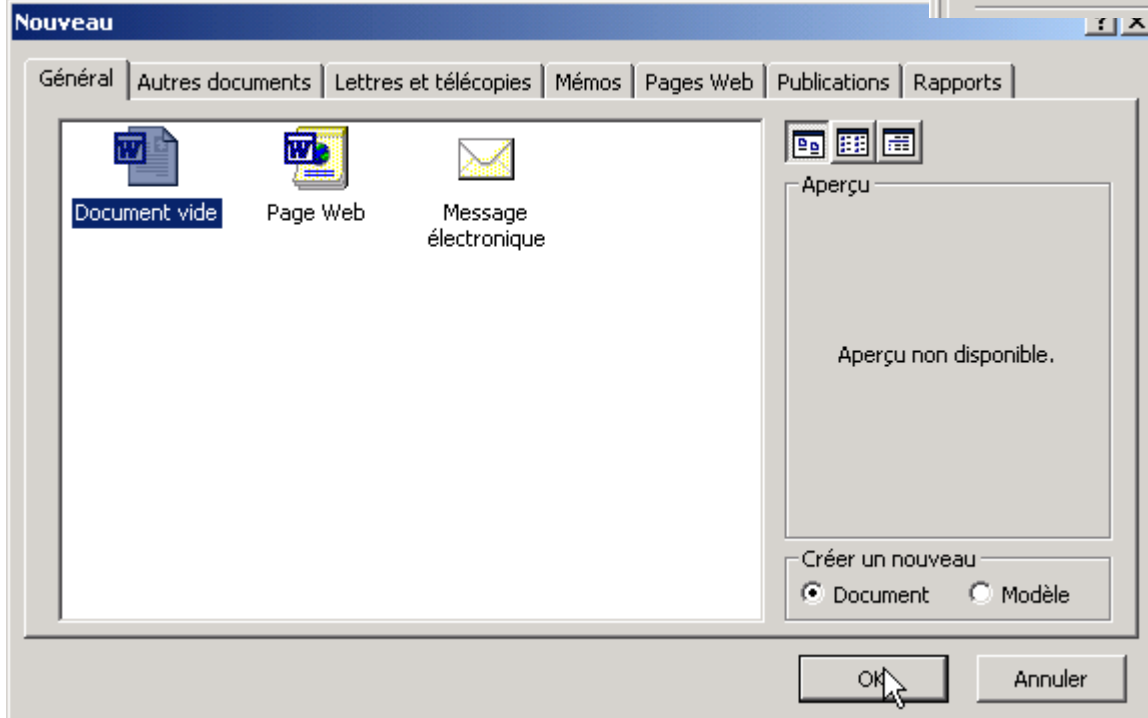 Nouveau
Général Autres documents Lettres et télécopies Mémos Pages Web Publications Rapports
Document vide Page Web Message électronique
Aperçu
Aperçu non disponible.
Créer un nouveau
Document Modèle
OK Annuler